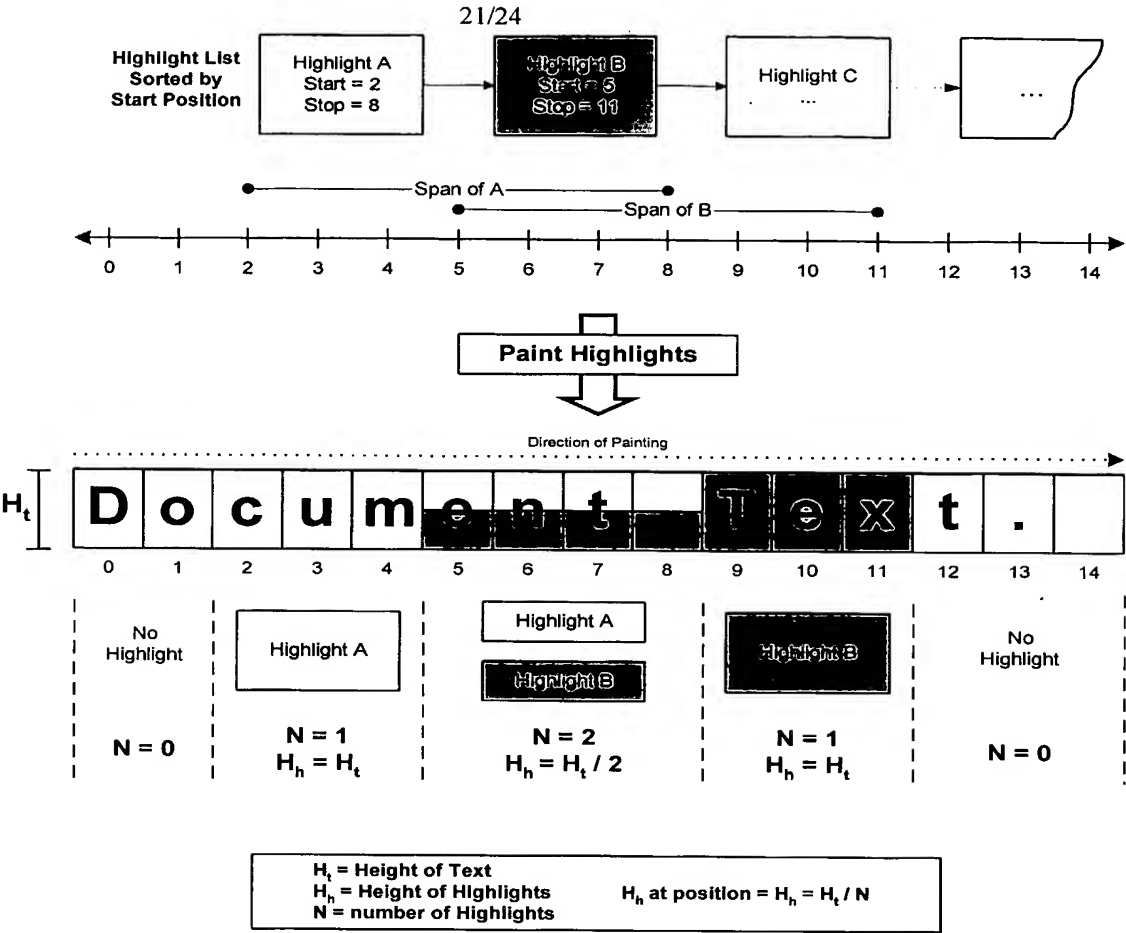 21/24
Highlight List
Sorted by
Start Position
Highlight A
Start = 2
Stop = 8
Highlight B
Start = 5
Stop = 11
Highlight C
...
...
Span of A
Span of B
0 1 2 3 4 5 6 7 8 9 10 11 12 13 14
Paint Highlights
Direction of Painting
Ht
D o c u m e n t T e x t .
0 1 2 3 4 5 6 7 8 9 10 11 12 13 14
No
Highlight
N = 0
Highlight A
N = 1
Hh = Ht
Highlight A
Highlight B
N = 2
Hh = Ht / 2
Highlight B
N = 1
Hh = Ht
No
Highlight
N = 0
Ht = Height of Text
Hh = Height of Highlights Hh at position = Hh = Ht / N
N = number of Highlights